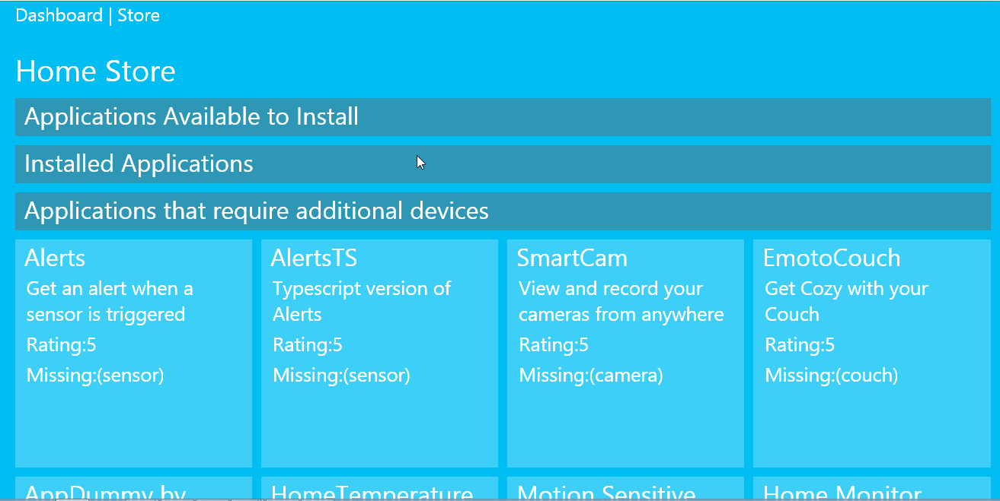 Dashboard | Store
Home Store
Applications Available to Install
Installed Applications
Applications that require additional devices
Alerts
Get an alert when a
sensor is triggered
Rating:5
Missing:(sensor)
AlertsTS
Typescript version of
Alerts
Rating:5
Missing:(sensor)
SmartCam
View and record your
cameras from anywhere
Rating:5
Missing:(camera)
EmotoCouch
Get Cozy with your
Couch
Rating:5
Missing:(couch)
AppDummy by
HomeTemperature
Motion Sensitive
Home Monitor